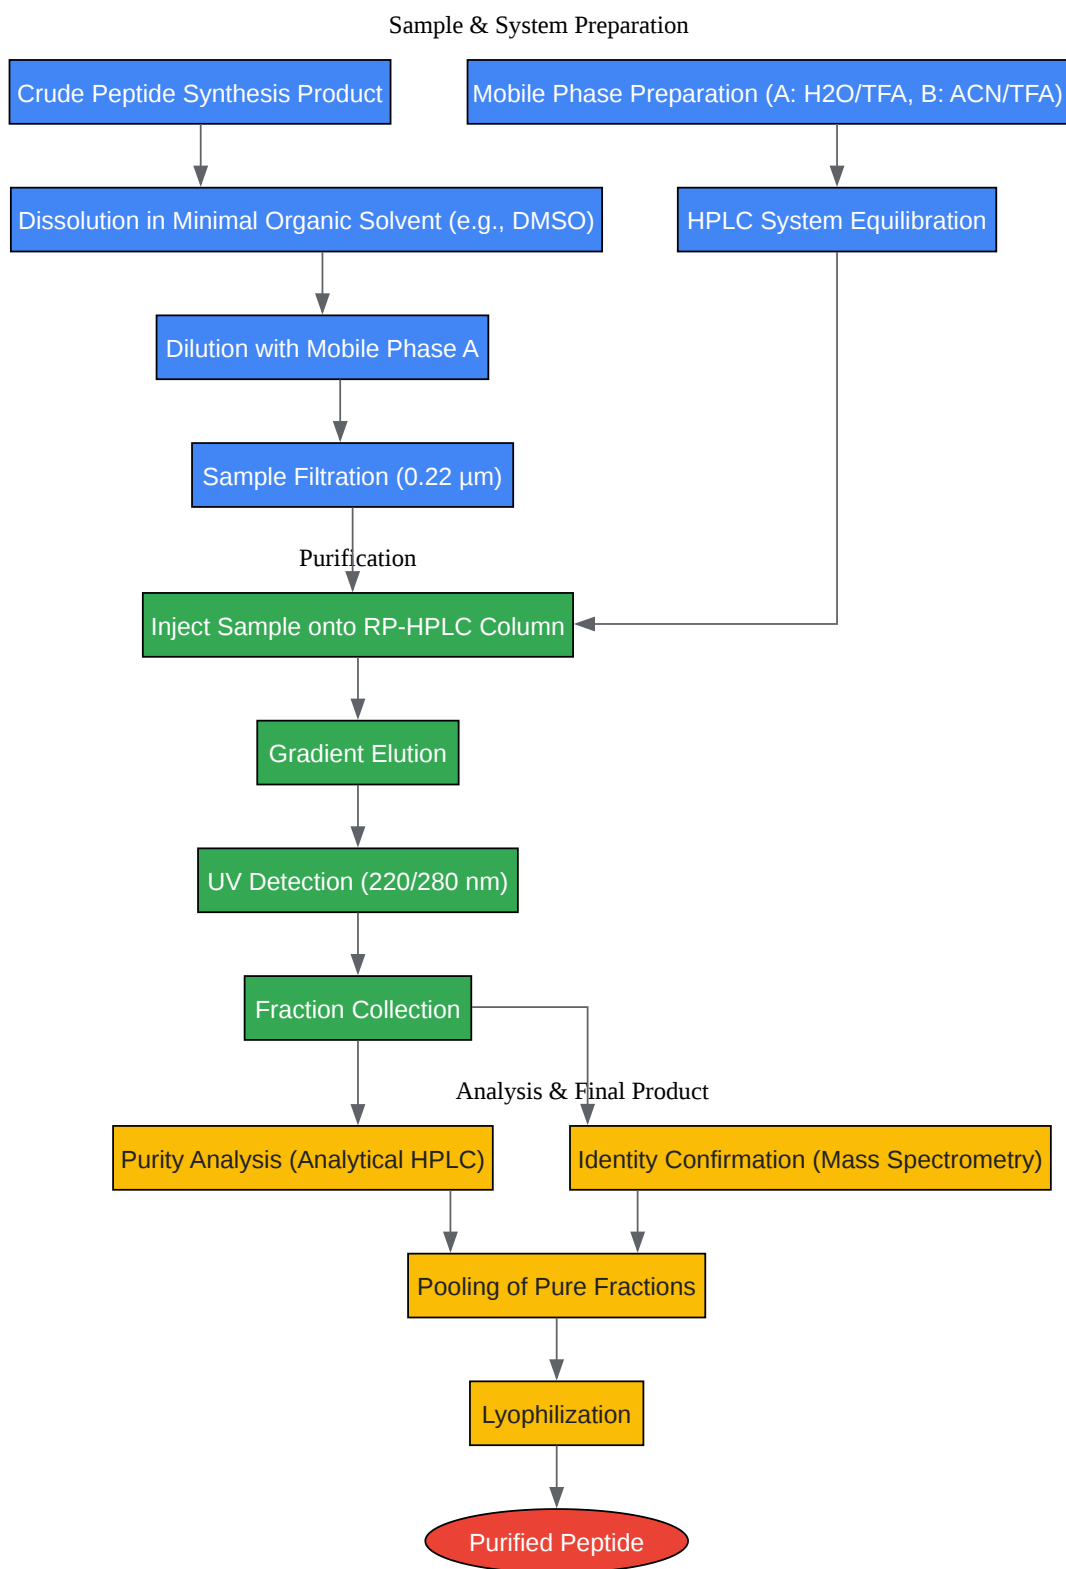 Sample & System Preparation
Crude Peptide Synthesis Product
Mobile Phase Preparation (A: H2O/TFA, B: ACN/TFA)
Dissolution in Minimal Organic Solvent (e.g., DMSO)
HPLC System Equilibration
Dilution with Mobile Phase A
Sample Filtration (0.22 µm)
Purification
Inject Sample onto RP-HPLC Column
Gradient Elution
UV Detection (220/280 nm)
Fraction Collection
Analysis & Final Product
Purity Analysis (Analytical HPLC)
Identity Confirmation (Mass Spectrometry)
Pooling of Pure Fractions
Lyophilization
Purified Peptide